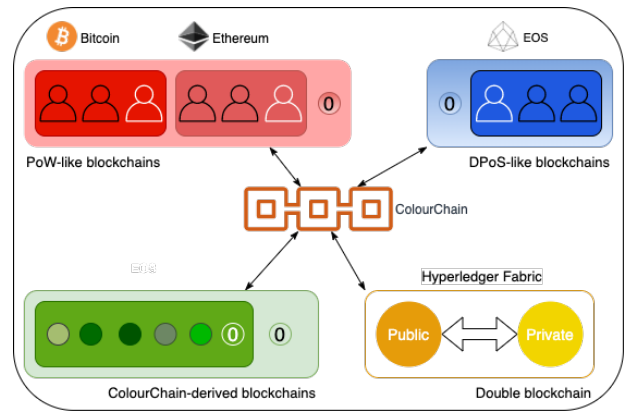 Bitcoin
Ethereum
EOS
0
0
PoW-like blockchains
DPoS-like blockchains
ColourChain
Hyperledger Fabric
0
0
Public
Private
ColourChain-derived blockchains
Double blockchain